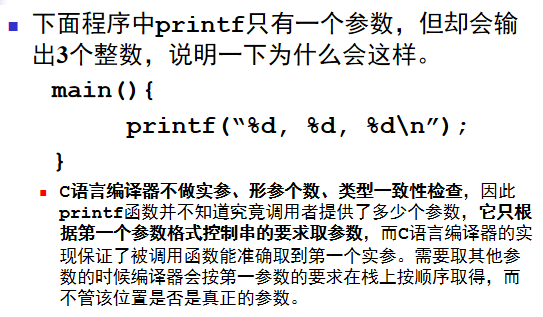 下面程序中printf只有一个参数，但却会输
出3个整数，说明一下为什么会这样。
main(){
printf(“%d, %d, %d\n”);
}
C语言编译器不做实参、形参个数、类型一致性检查，因此
printf函数并不知道究竟调用者提供了多少个参数，它只根
据第一个参数格式控制串的要求取参数，而C语言编译器的实
现保证了被调用函数能准确取到第一个实参。需要取其他参
数的时候编译器会按第一参数的要求在栈上按顺序取得，而
不管该位置是否是真正的参数。